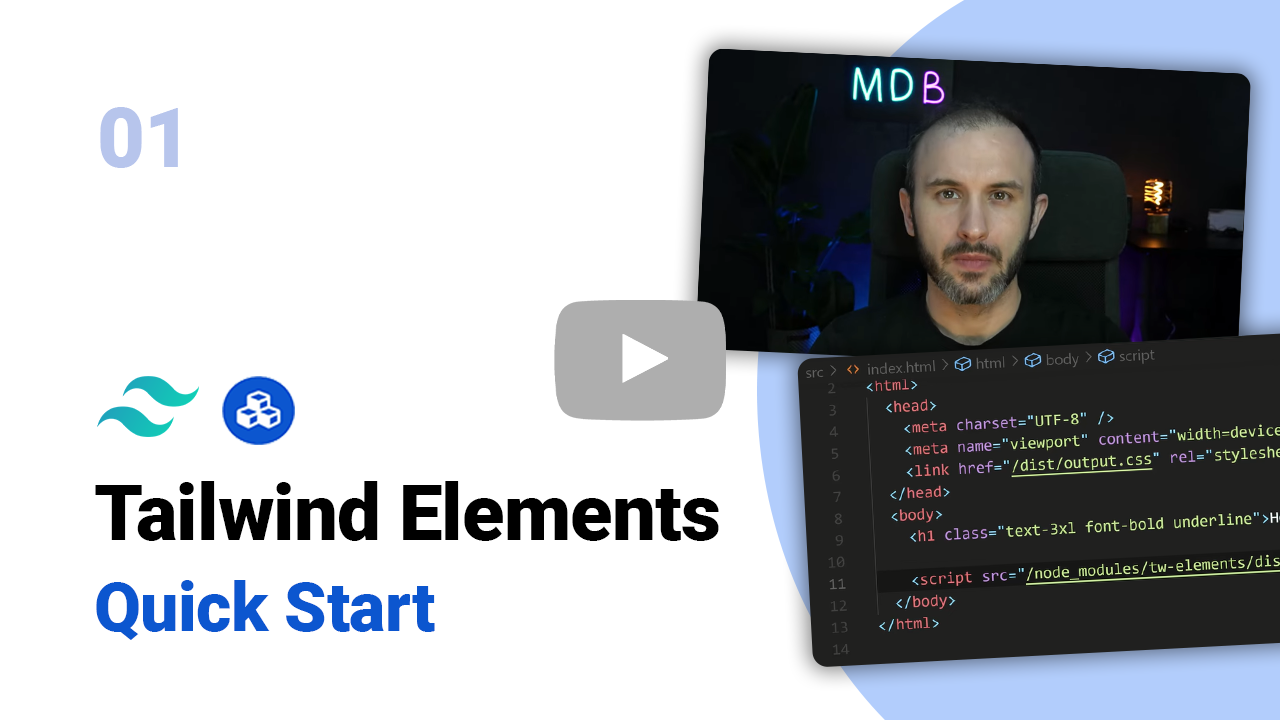 01
MDB
Tailwind Elements
Quick Start
src > <> index.html > html > body > script
2 <html>
3 <head>
4 <meta charset="UTF-8" />
5 <meta name="viewport" content="width=device
6 <link href="/dist/output.css" rel="styleshe
7 </head>
8 <body>
9 <h1 class="text-3xl font-bold underline">H
10
11 <script src="/node_modules/tw-elements/dis
12 </body>
13 </html>
14